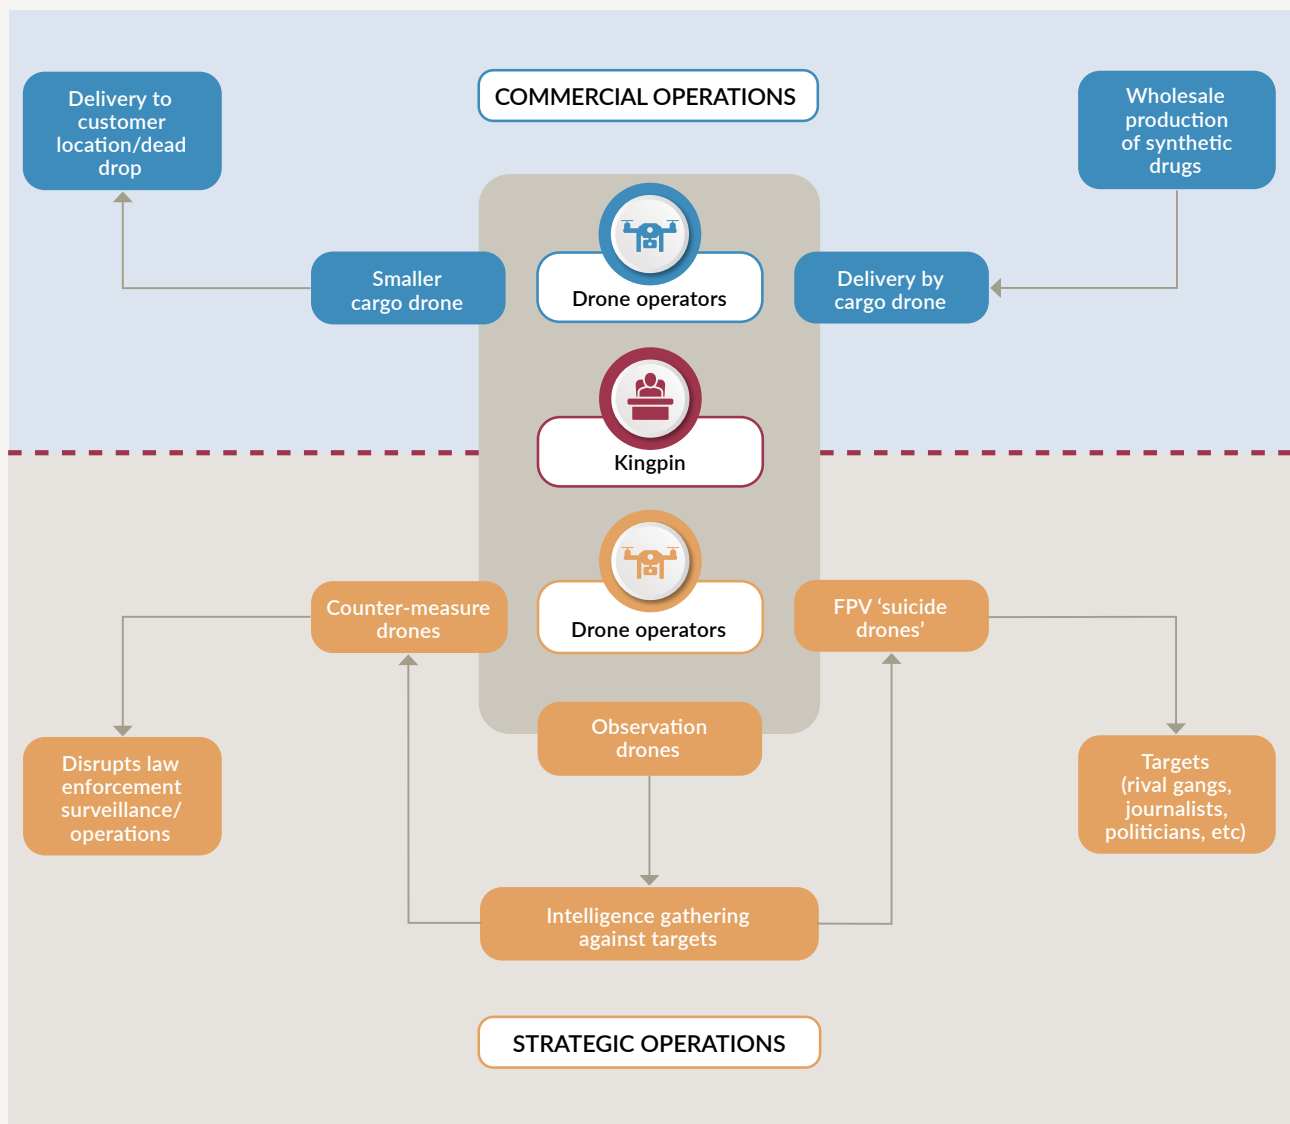 COMMERCIAL OPERATIONS
Delivery to
customer
location/dead
drop
Wholesale
production
of synthetic
drugs
Smaller
cargo drone
Drone operators
Delivery by
cargo drone
Kingpin
Counter-measure
drones
Drone operators
FPV ‘suicide
drones’
Observation
drones
Disrupts law
enforcement
surveillance/
operations
Targets
(rival gangs,
journalists,
politicians, etc)
Intelligence gathering
against targets
STRATEGIC OPERATIONS